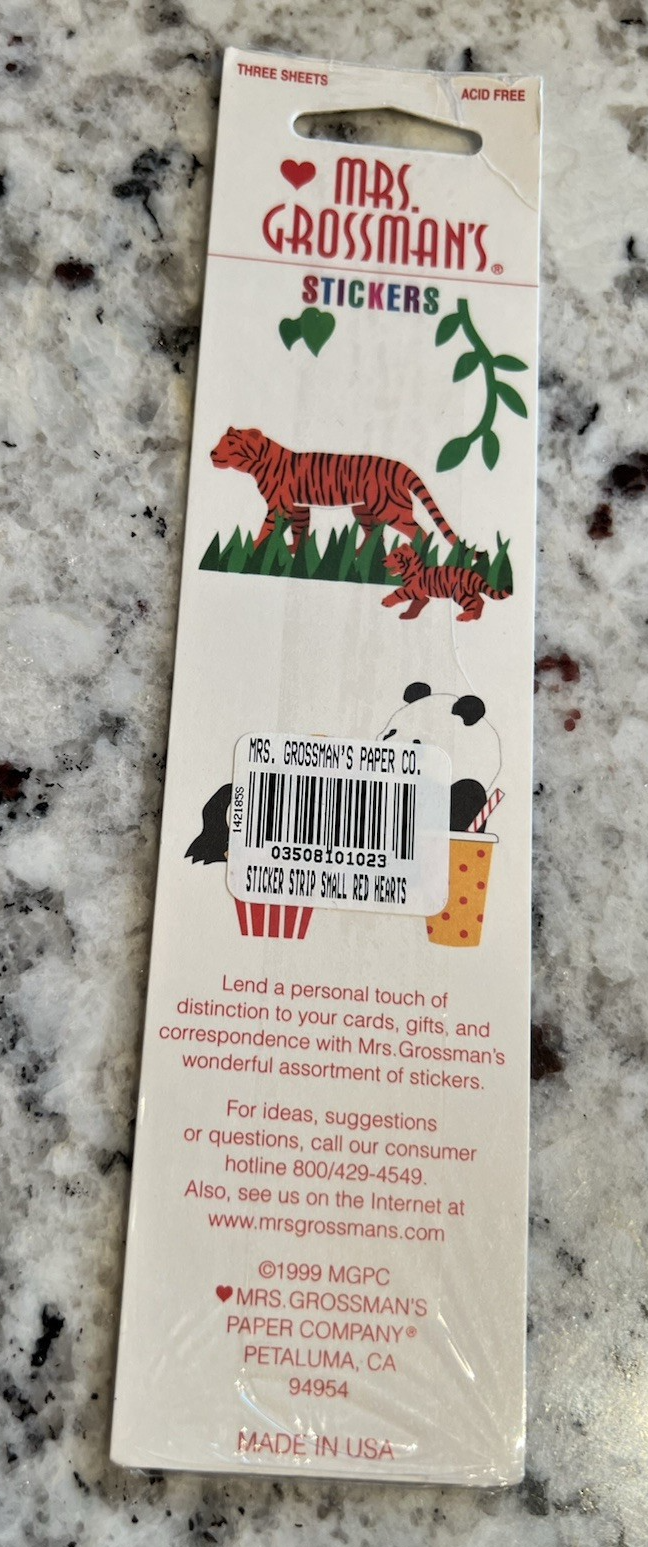 THREE SHEETS
ACID FREE
MRS.
GROSSMAN'S®
STICKERS
MRS. GROSSMAN'S PAPER CO.
142185S
03508101023
STICKER STRIP SMALL RED HEARTS
Lend a personal touch of
distinction to your cards, gifts, and
correspondence with Mrs.Grossman's
wonderful assortment of stickers.
For ideas, suggestions
or questions, call our consumer
hotline 800/429-4549.
Also, see us on the Internet at
www.mrsgrossmans.com
©1999 MGPC
MRS.GROSSMAN'S
PAPER COMPANY®
PETALUMA, CA
94954
MADE IN USA